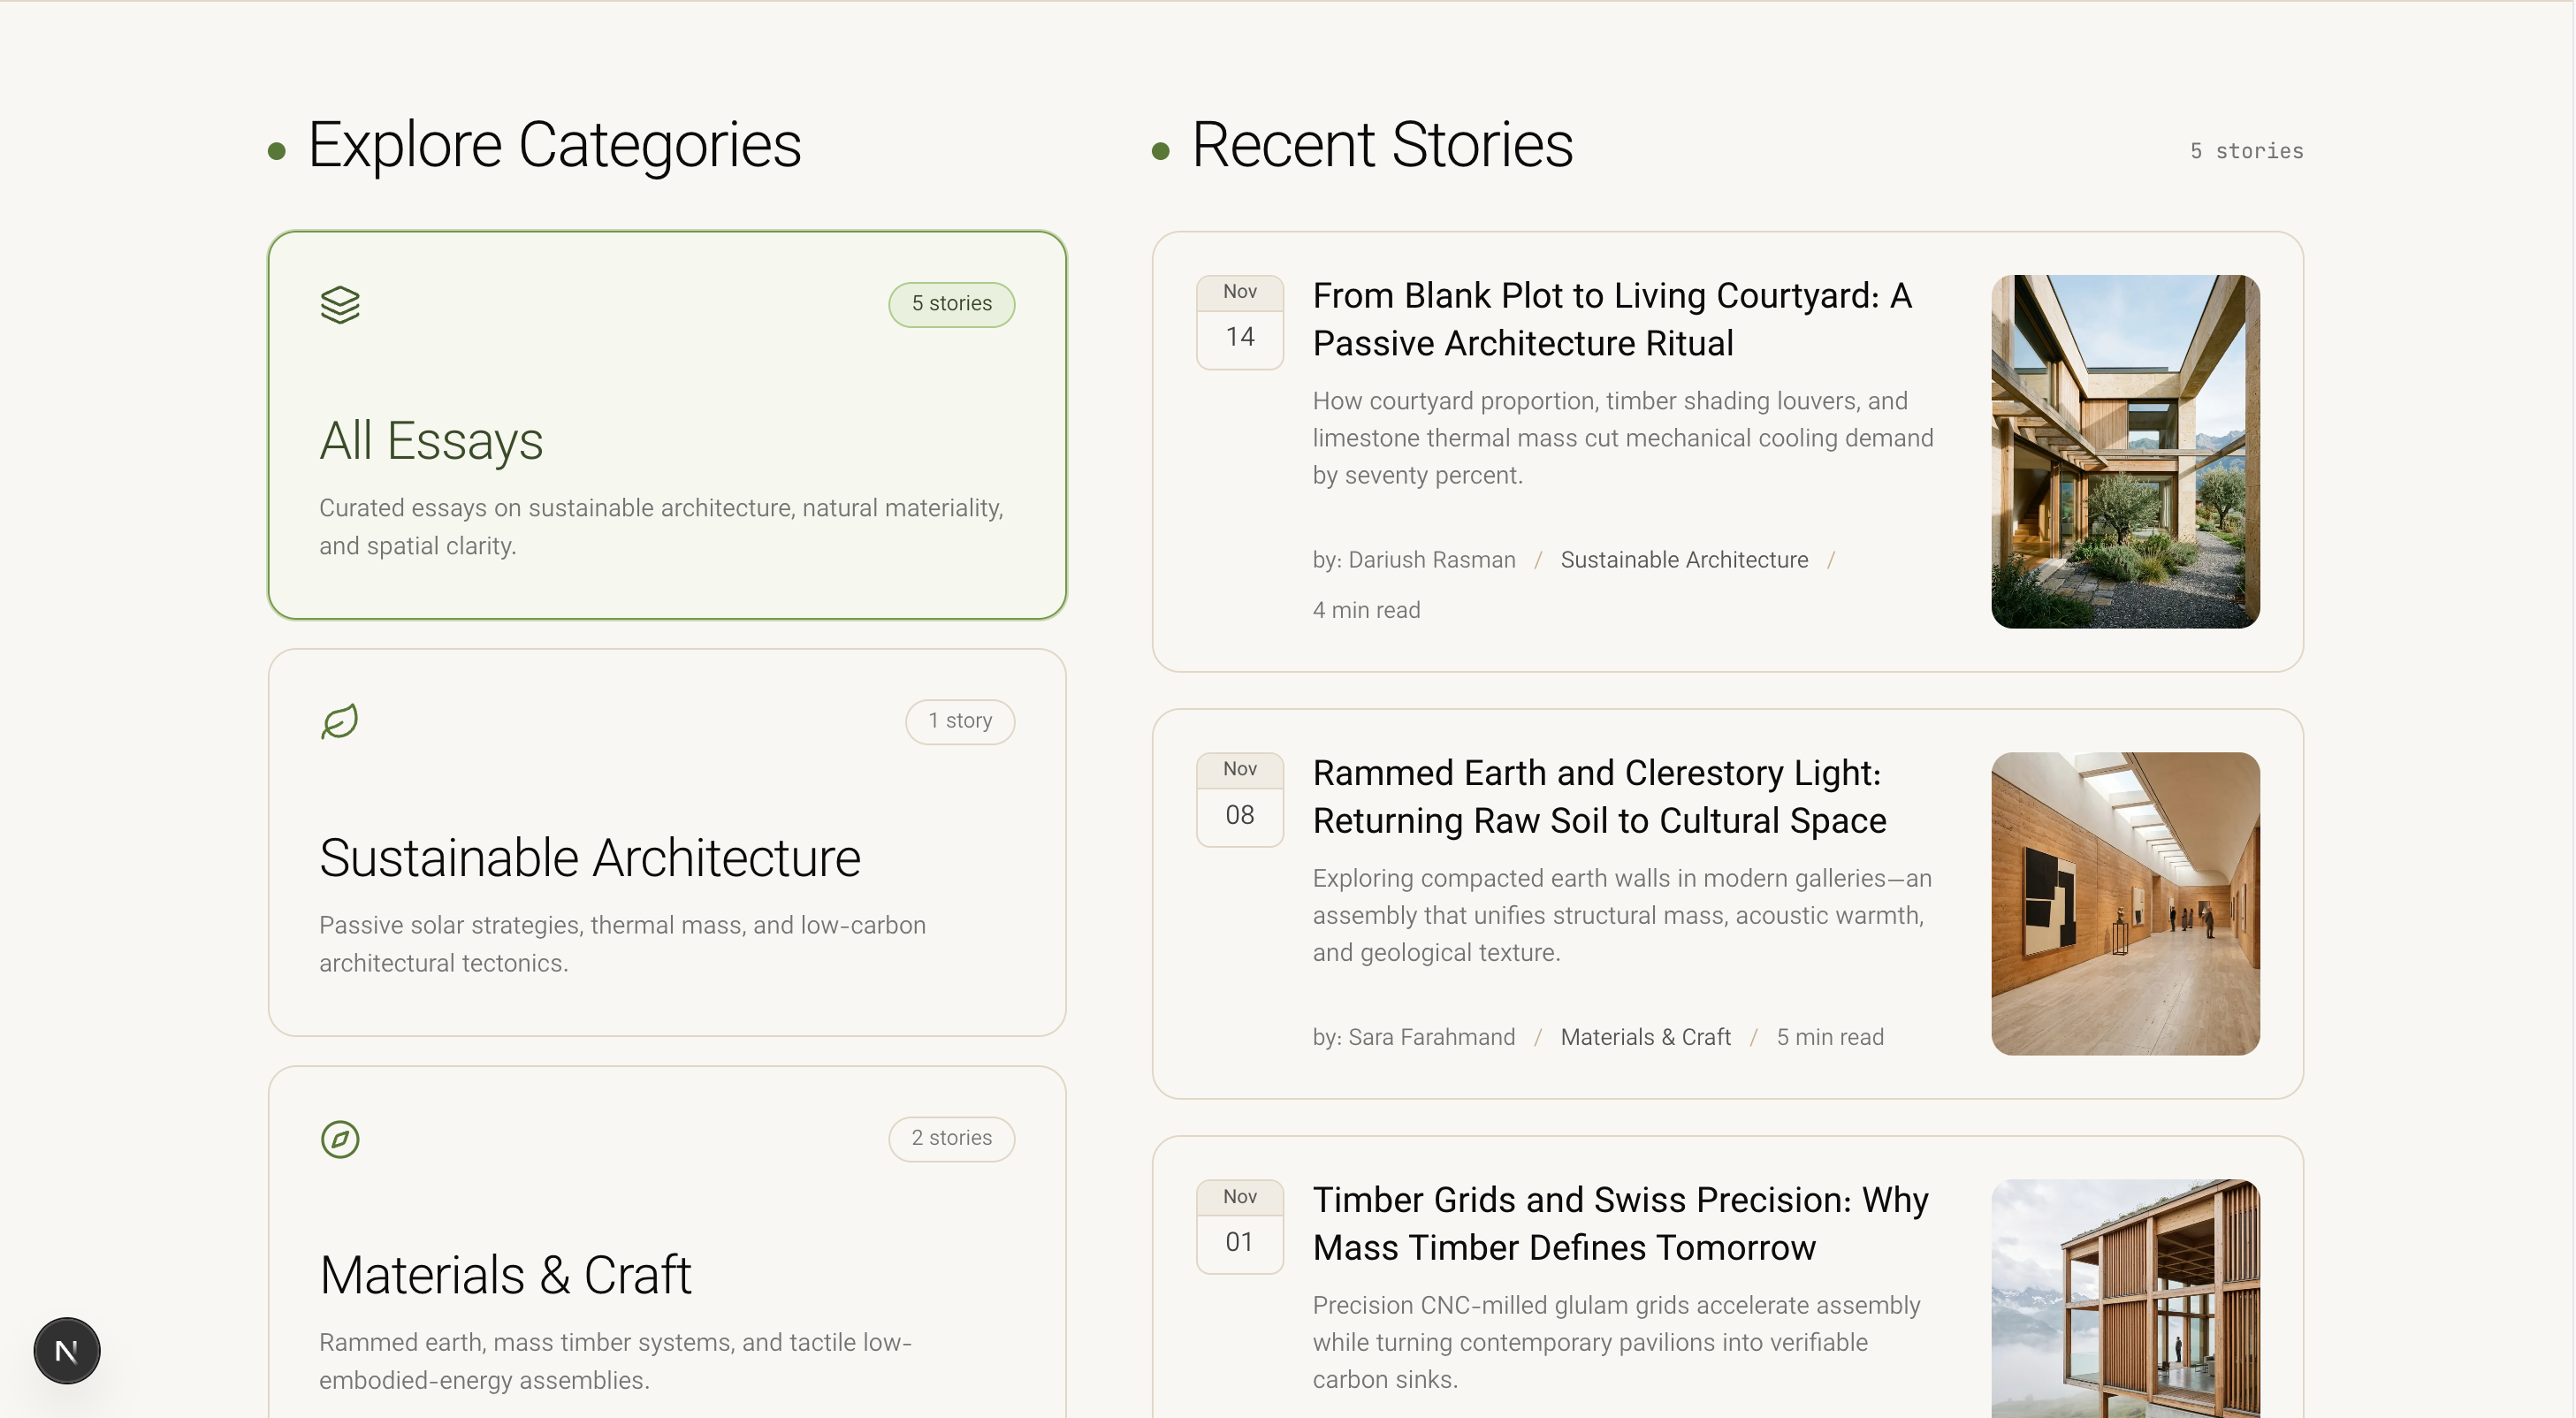 Explore Categories
5 stories
All Essays
Curated essays on sustainable architecture, natural materiality,
and spatial clarity.
1 story
Sustainable Architecture
Passive solar strategies, thermal mass, and low-carbon
architectural tectonics.
2 stories
Materials & Craft
Rammed earth, mass timber systems, and tactile low-
embodied-energy assemblies.
N
Recent Stories
5 stories
Nov
14
From Blank Plot to Living Courtyard: A
Passive Architecture Ritual
How courtyard proportion, timber shading louvers, and
limestone thermal mass cut mechanical cooling demand
by seventy percent.
by: Dariush Rasman / Sustainable Architecture /
4 min read
Nov
08
Rammed Earth and Clerestory Light:
Returning Raw Soil to Cultural Space
Exploring compacted earth walls in modern galleries—an
assembly that unifies structural mass, acoustic warmth,
and geological texture.
by: Sara Farahmand / Materials & Craft / 5 min read
Nov
01
Timber Grids and Swiss Precision: Why
Mass Timber Defines Tomorrow
Precision CNC-milled glulam grids accelerate assembly
while turning contemporary pavilions into verifiable
carbon sinks.